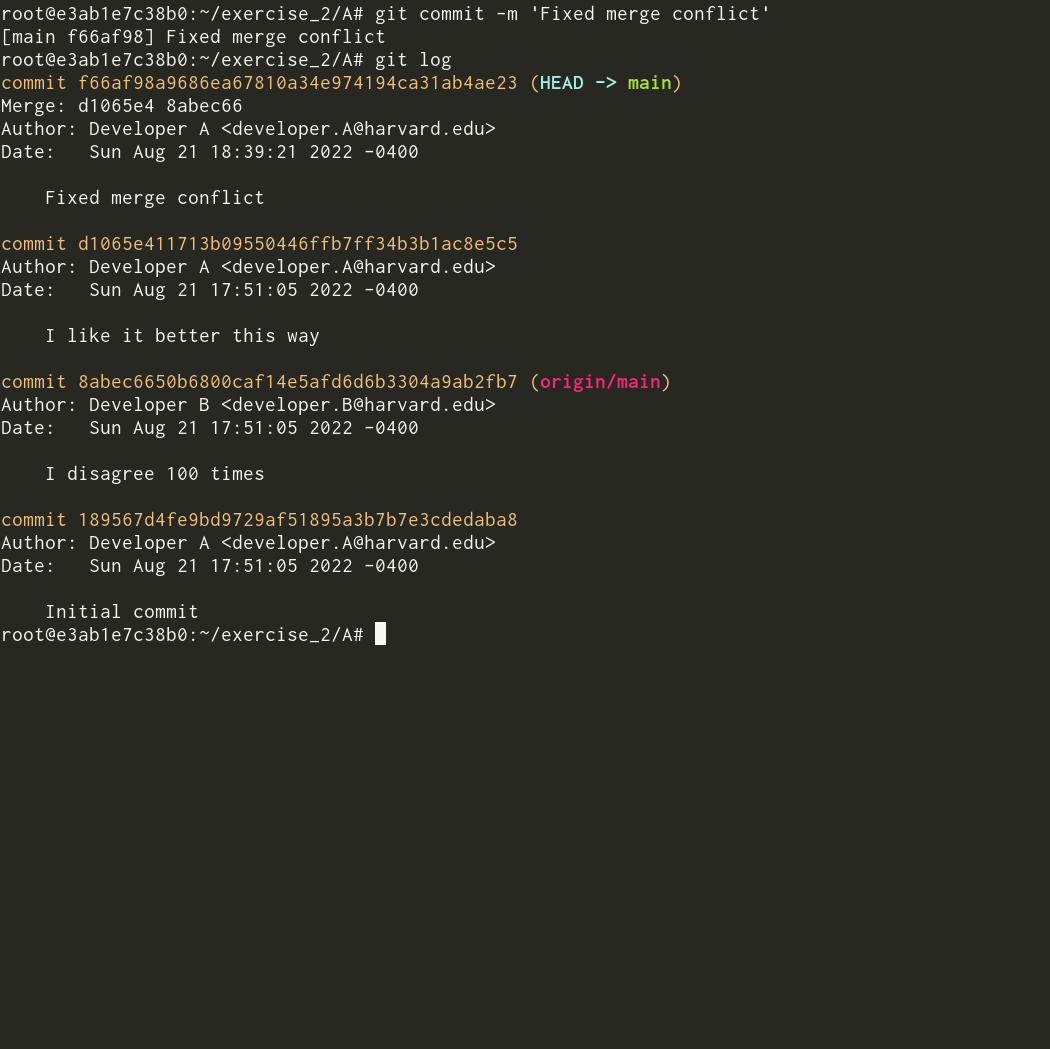 root@e3ab1e7c38b0:~/exercise_2/A# git commit -m 'Fixed merge conflict'
[main f66af98] Fixed merge conflict
root@e3ab1e7c38b0:~/exercise_2/A# git log
commit f66af98a9686ea67810a34e974194ca31ab4ae23 (HEAD -> main)
Merge: d1065e4 8abec66
Author: Developer A <developer.A@harvard.edu>
Date:   Sun Aug 21 18:39:21 2022 -0400
    Fixed merge conflict
commit d1065e411713b09550446ffb7ff34b3b1ac8e5c5
Author: Developer A <developer.A@harvard.edu>
Date:   Sun Aug 21 17:51:05 2022 -0400
    I like it better this way
commit 8abec6650b6800caf14e5afd6d6b3304a9ab2fb7 (origin/main)
Author: Developer B <developer.B@harvard.edu>
Date:   Sun Aug 21 17:51:05 2022 -0400
    I disagree 100 times
commit 189567d4fe9bd9729af51895a3b7b7e3cdedaba8
Author: Developer A <developer.A@harvard.edu>
Date:   Sun Aug 21 17:51:05 2022 -0400
    Initial commit
root@e3ab1e7c38b0:~/exercise_2/A#